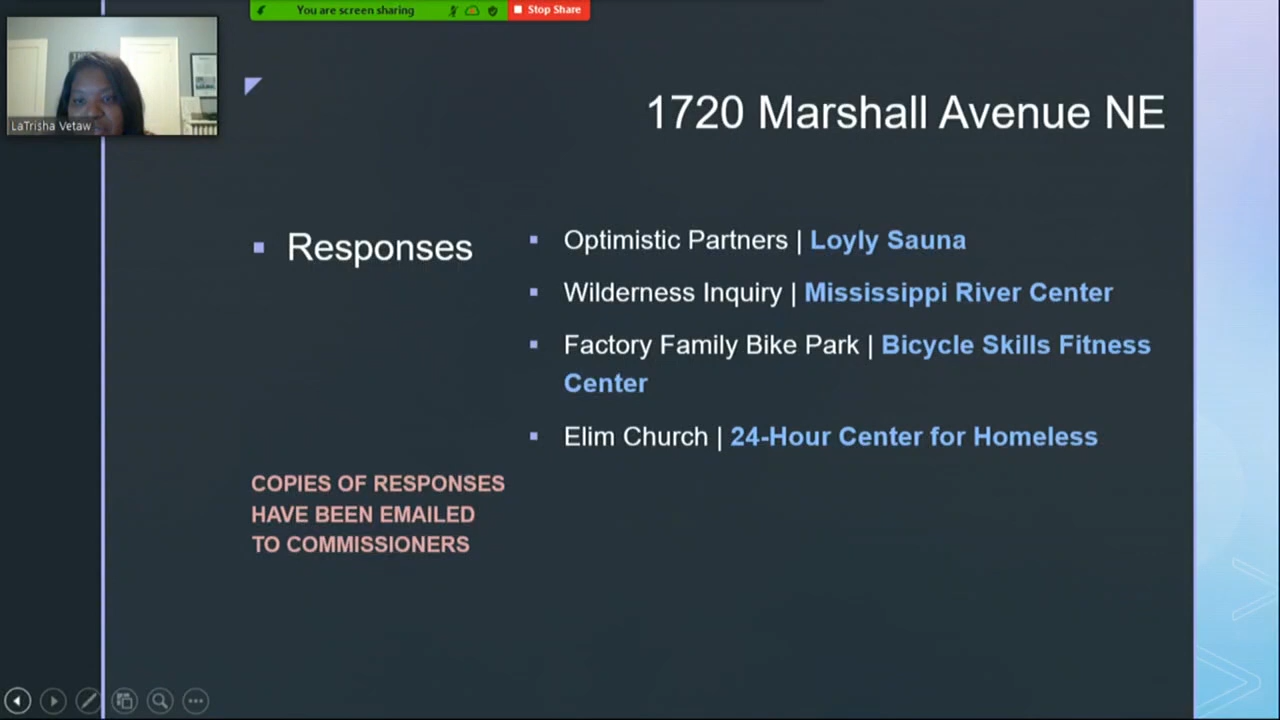 You are screen sharing
Stop Share
LaTrisha Vetaw
1720 Marshall Avenue NE
▪ Responses
▪ Optimistic Partners | Loyly Sauna
▪ Wilderness Inquiry | Mississippi River Center
▪ Factory Family Bike Park | Bicycle Skills Fitness
Center
▪ Elim Church | 24-Hour Center for Homeless
COPIES OF RESPONSES
HAVE BEEN EMAILED
TO COMMISSIONERS